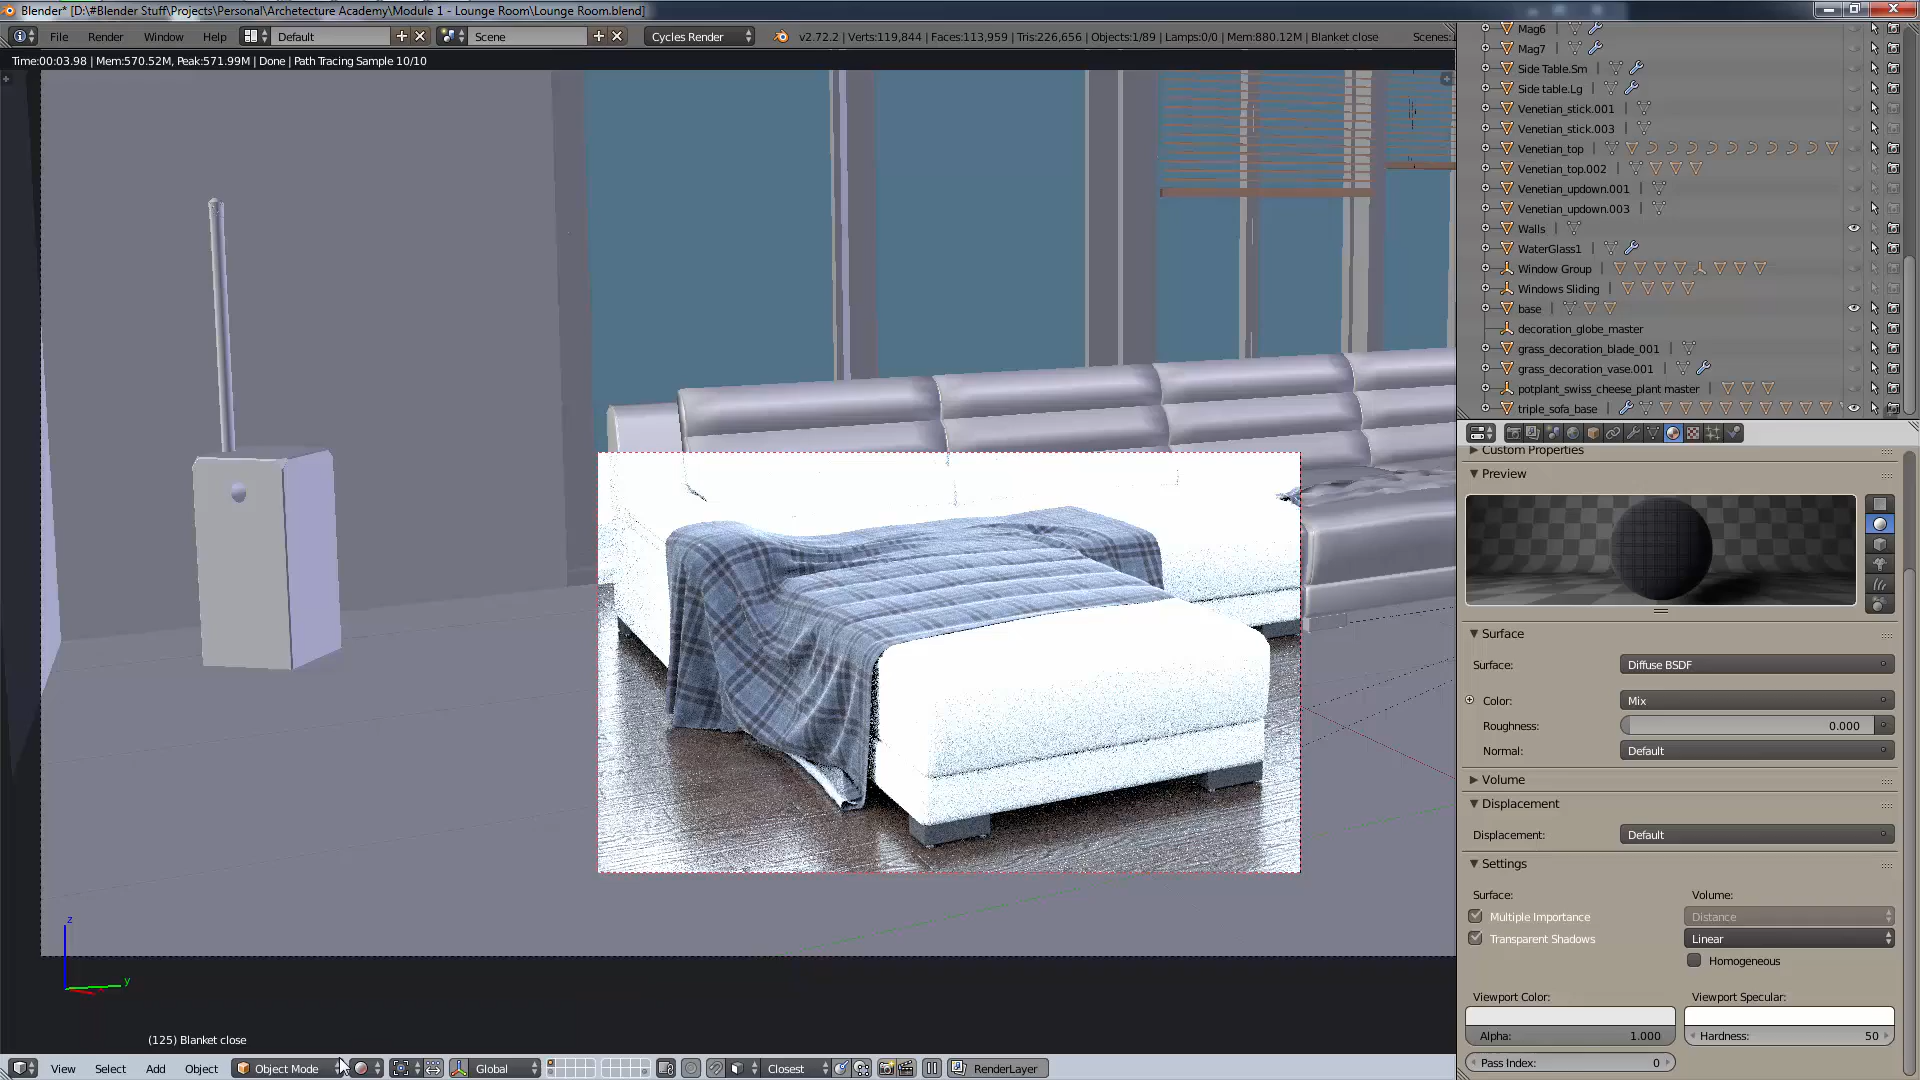 Blender* [D:\#Blender Stuff\Projects\Personal\Archetecture Academy\Module 1 - Lounge Room\Lounge Room.blend]
File Render Window Help Default Scene Cycles Render v2.72.2 | Verts:119,844 | Faces:113,959 | Tris:226,656 | Objects:1/89 | Lamps:0/0 | Mem:880.12M | Blanket close Scenes:
Time:00:03.98 | Mem:570.52M, Peak:571.99M | Done | Path Tracing Sample 10/10
Mag6
Mag7
Side Table.Sm
Side table.Lg
Venetian_stick.001
Venetian_stick.003
Venetian_top
Venetian_top.002
Venetian_updown.001
Venetian_updown.003
Walls
WaterGlass1
Window Group
Windows Sliding
base
decoration_globe_master
grass_decoration_blade_001
grass_decoration_vase.001
potplant_swiss_cheese_plant master
triple_sofa_base
Custom Properties
Preview
Surface
Surface: Diffuse BSDF
Color: Mix
Roughness: 0.000
Normal: Default
Volume
Displacement
Displacement: Default
Settings
Surface: Volume:
Multiple Importance Distance
Transparent Shadows Linear
Homogeneous
Viewport Color: Viewport Specular:
Alpha: 1.000 Hardness: 50
Pass Index: 0
z
y
(125) Blanket close
View Select Add Object Object Mode Global Closest RenderLayer